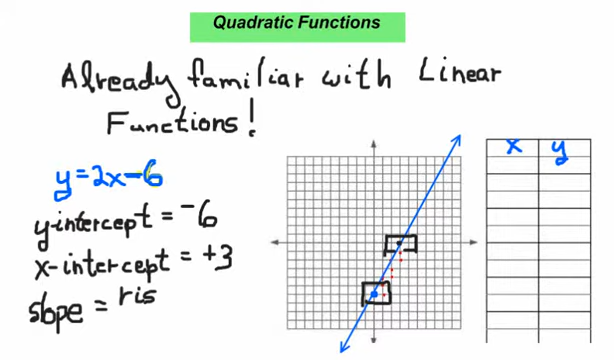 Quadratic Functions
Already familiar with Linear
Functions!
y=2x-6
y-intercept = -6
x-intercept = +3
slope = ris
x y